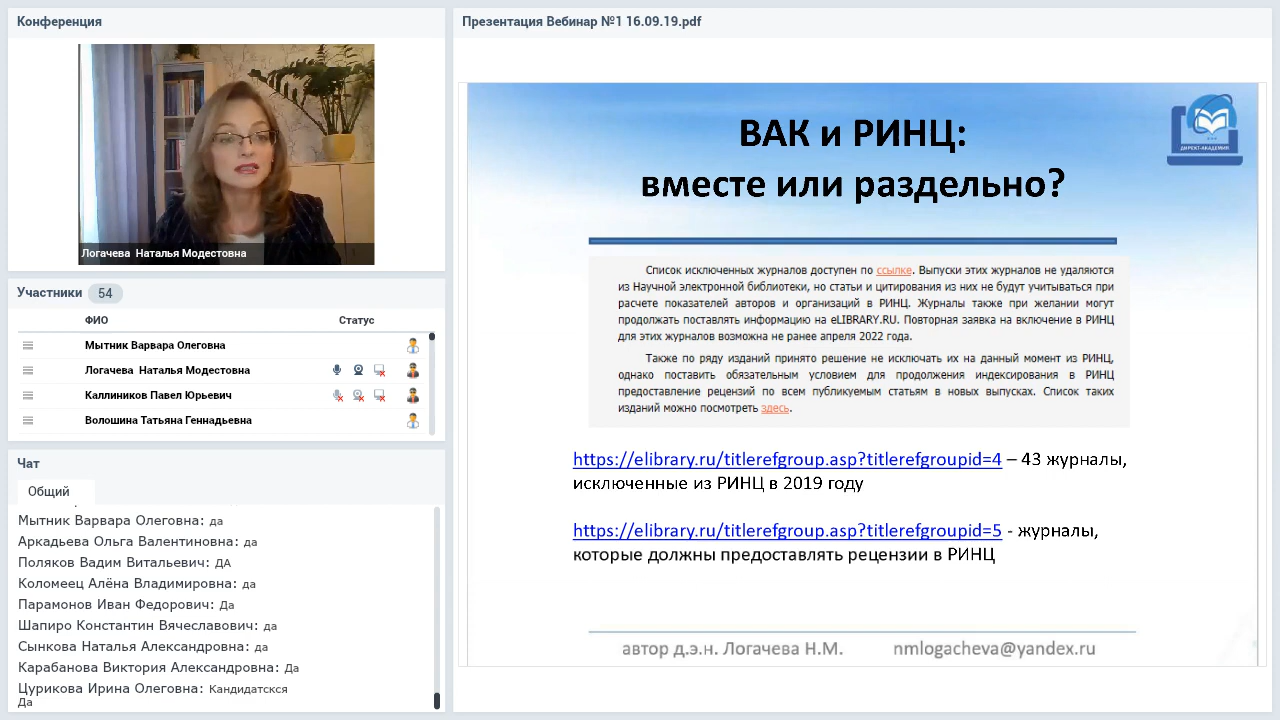 Конференция
Логачева  Наталья Модестовна
Участники 54
ФИО Статус
Мытник Варвара Олеговна
Логачева  Наталья Модестовна
Каллиников Павел Юрьевич
Волошина Татьяна Геннадьевна
Чат
Общий
Мытник Варвара Олеговна: да
Аркадьева Ольга Валентиновна: да
Поляков Вадим Витальевич: ДА
Коломеец Алёна Владимировна: да
Парамонов Иван Федорович: Да
Шапиро Константин Вячеславович: да
Сынкова Наталья Александровна: да
Карабанова Виктория Александровна: Да
Цурикова Ирина Олеговна: Кандидатскся
Да
Презентация Вебинар №1 16.09.19.pdf
ДИРЕКТ-АКАДЕМИЯ
ВАК и РИНЦ:
вместе или раздельно?
Список исключенных журналов доступен по ссылке. Выпуски этих журналов не удаляются
из Научной электронной библиотеки, но статьи и цитирования из них не будут учитываться при
расчете показателей авторов и организаций в РИНЦ. Журналы также при желании могут
продолжать поставлять информацию на eLIBRARY.RU. Повторная заявка на включение в РИНЦ
для этих журналов возможна не ранее апреля 2022 года.
Также по ряду изданий принято решение не исключать их на данный момент из РИНЦ,
однако поставить обязательным условием для продолжения индексирования в РИНЦ
предоставление рецензий по всем публикуемым статьям в новых выпусках. Список таких
изданий можно посмотреть здесь.
https://elibrary.ru/titlerefgroup.asp?titlerefgroupid=4 – 43 журналы,
исключенные из РИНЦ в 2019 году
https://elibrary.ru/titlerefgroup.asp?titlerefgroupid=5 - журналы,
которые должны предоставлять рецензии в РИНЦ
автор д.э.н. Логачева Н.М. nmlogacheva@yandex.ru